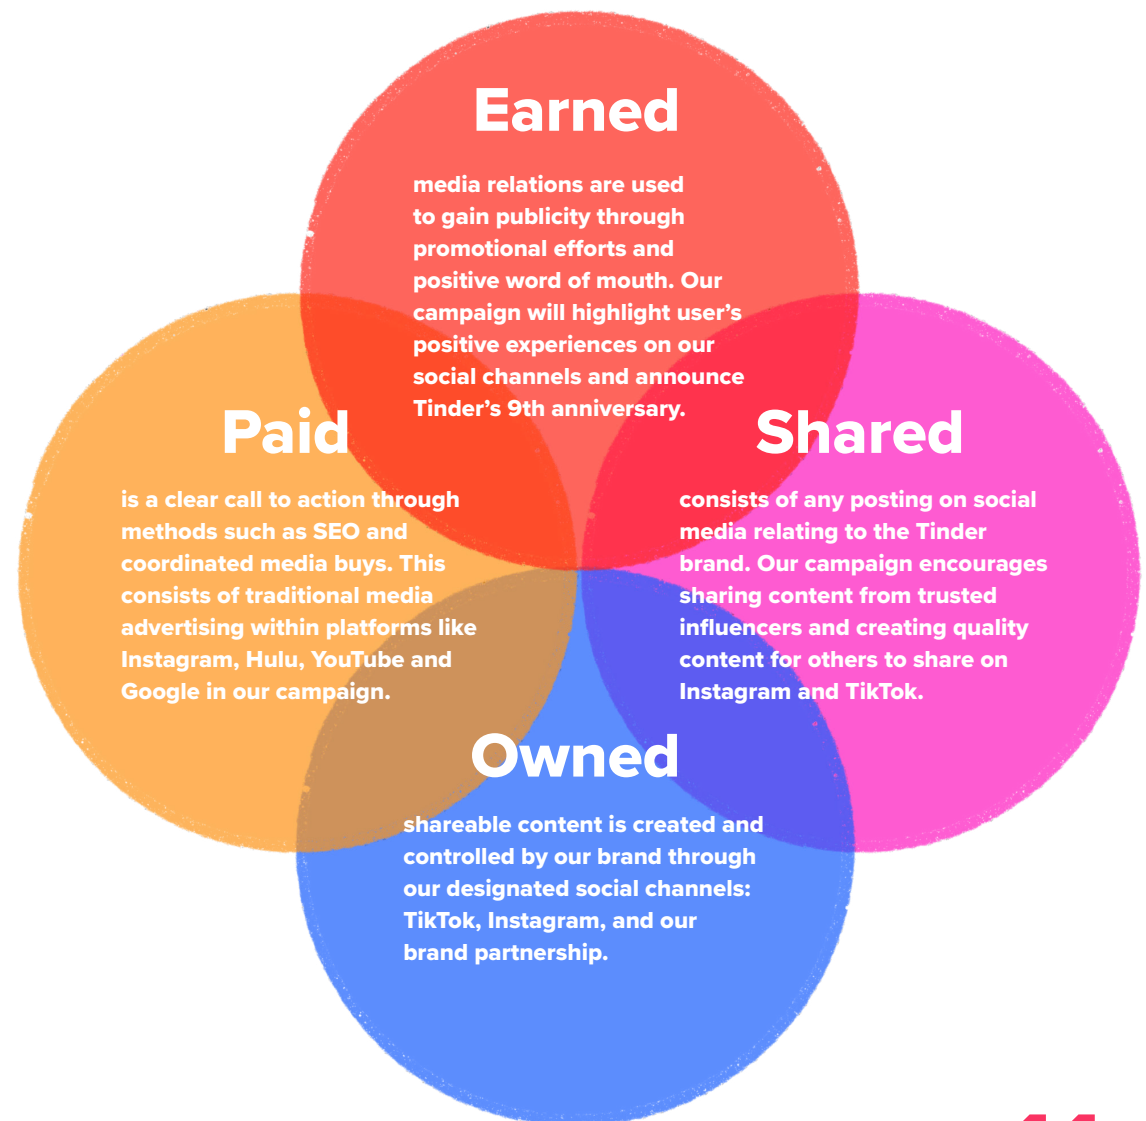 Earned
media relations are used
to gain publicity through
promotional efforts and
positive word of mouth. Our
campaign will highlight user's
positive experiences on our
social channels and announce
Tinder's 9th anniversary.
Paid
is a clear call to action through
methods such as SEO and
coordinated media buys. This
consists of traditional media
advertising within platforms like
Instagram, Hulu, YouTube and
Google in our campaign.
Shared
consists of any posting on social
media relating to the Tinder
brand. Our campaign encourages
sharing content from trusted
influencers and creating quality
content for others to share on
Instagram and TikTok.
Owned
shareable content is created and
controlled by our brand through
our designated social channels:
TikTok, Instagram, and our
brand partnership.